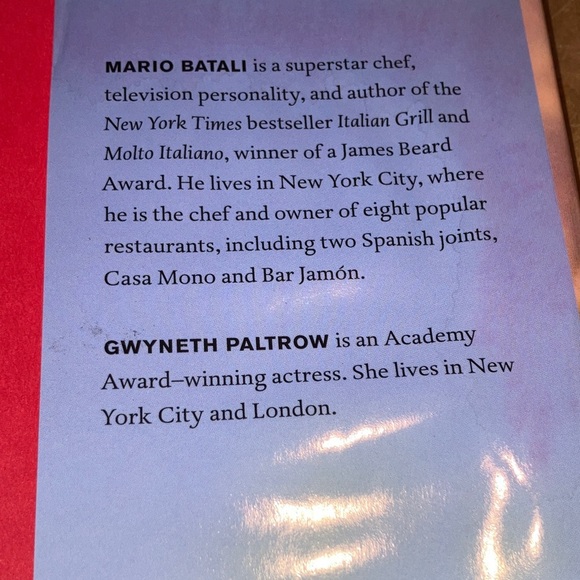 MARIO BATALI is a superstar chef,
television personality, and author of the
New York Times bestseller Italian Grill and
Molto Italiano, winner of a James Beard
Award. He lives in New York City, where
he is the chef and owner of eight popular
restaurants, including two Spanish joints,
Casa Mono and Bar Jamón.
GWYNETH PALTROW is an Academy
Award–winning actress. She lives in New
York City and London.